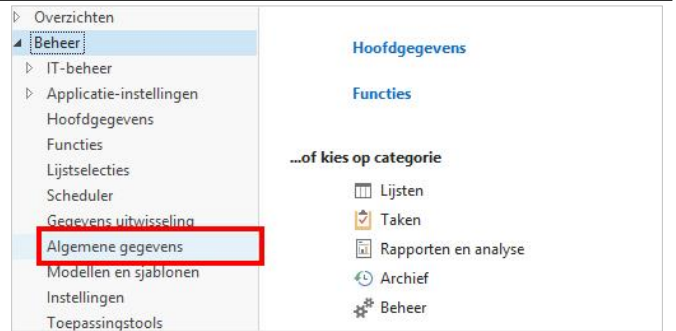 Overzichten
Beheer
IT-beheer
Applicatie-instellingen
Hoofdgegevens
Functies
Lijstselecties
Scheduler
Gegevens uitwisseling
Algemene gegevens
Modellen en sjablonen
Instellingen
Toepassingstools
Hoofdgegevens
Functies
...of kies op categorie
Lijsten
Taken
Rapporten en analyse
Archief
Beheer